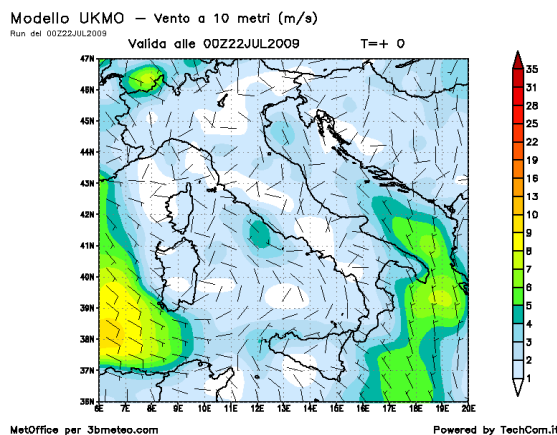 Modello UKMO – Vento a 10 metri (m/s)
Run del 00Z22JUL2009
Valida alle 00Z22JUL2009 T=+ 0
47N
46N
45N
44N
43N
42N
41N
40N
39N
38N
37N
36N
35N
6E 7E 8E 9E 10E 11E 12E 13E 14E 15E 16E 17E 18E 19E 20E
35
31
28
25
22
19
16
13
10
9
8
7
6
5
4
3
2
1
MetOffice per 3bmeteo.com
Powered by TechCom.it